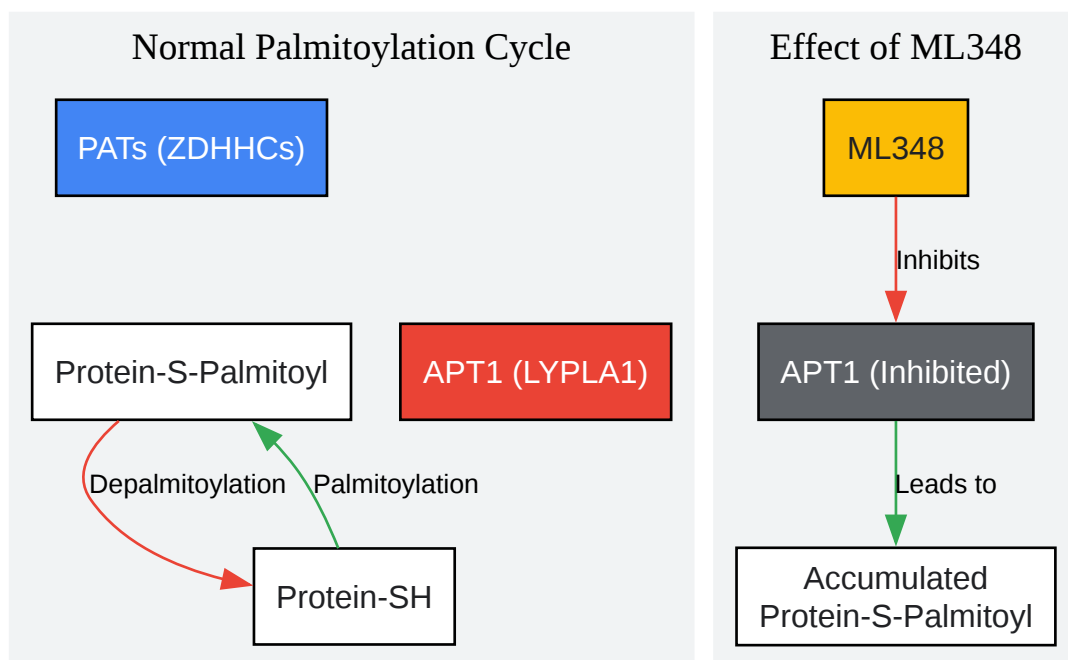 Normal Palmitoylation Cycle
PATs (ZDHHCs)
Protein-S-Palmitoyl
APT1 (LYPLA1)
Depalmitoylation
Palmitoylation
Protein-SH
Effect of ML348
ML348
Inhibits
APT1 (Inhibited)
Leads to
Accumulated
Protein-S-Palmitoyl